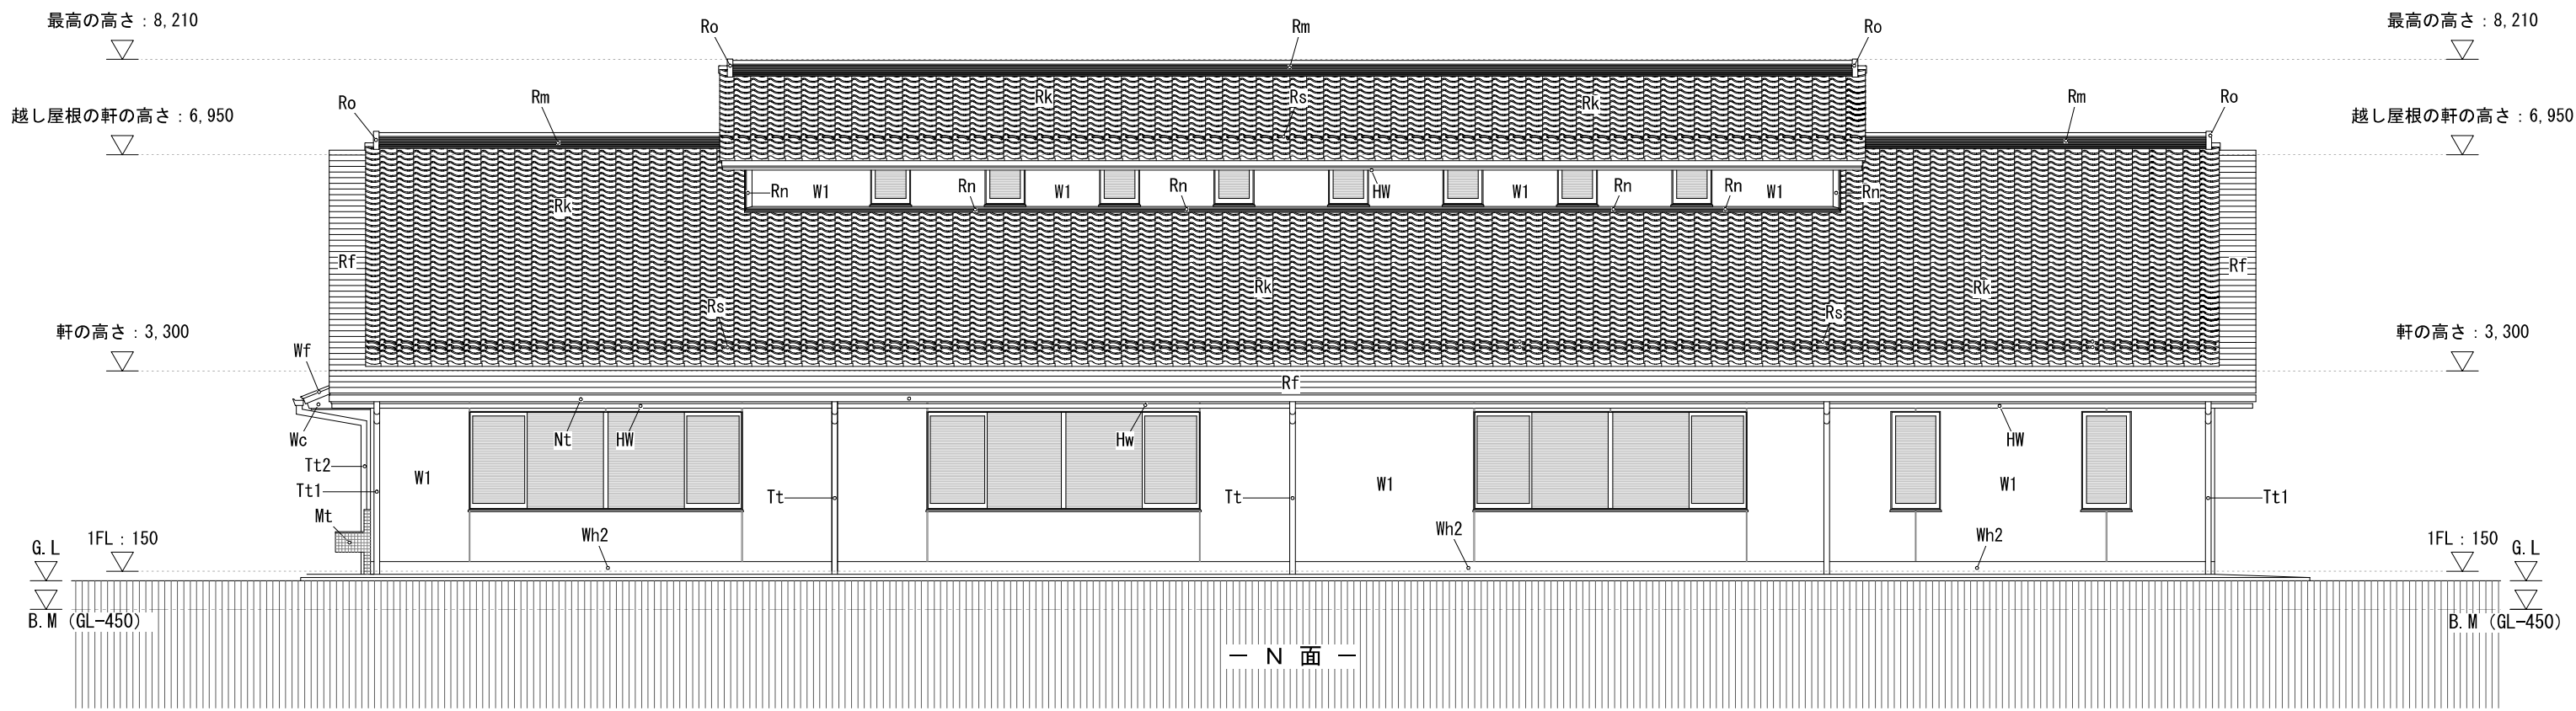 最高の高さ：8,210
Ro
Rm
Ro
最高の高さ：8,210
越し屋根の軒の高さ：6,950
Ro
Rm
Rk
Rs
Rk
Rm
Ro
越し屋根の軒の高さ：6,950
Rn
W1
Rn
W1
Rn
HW
W1
Rn
Rn
W1
Rn
Rk
Rf
Rk
Rk
Rf
Rs
Rs
軒の高さ：3,300
軒の高さ：3,300
Wf
Rf
Wc
Nt
HW
Hw
HW
Tt2
W1
W1
W1
Tt1
Tt
Tt
Tt1
Mt
Wh2
Wh2
Wh2
1FL：150
1FL：150
G.L
G.L
B.M (GL-450)
B.M (GL-450)
－ N 面 －